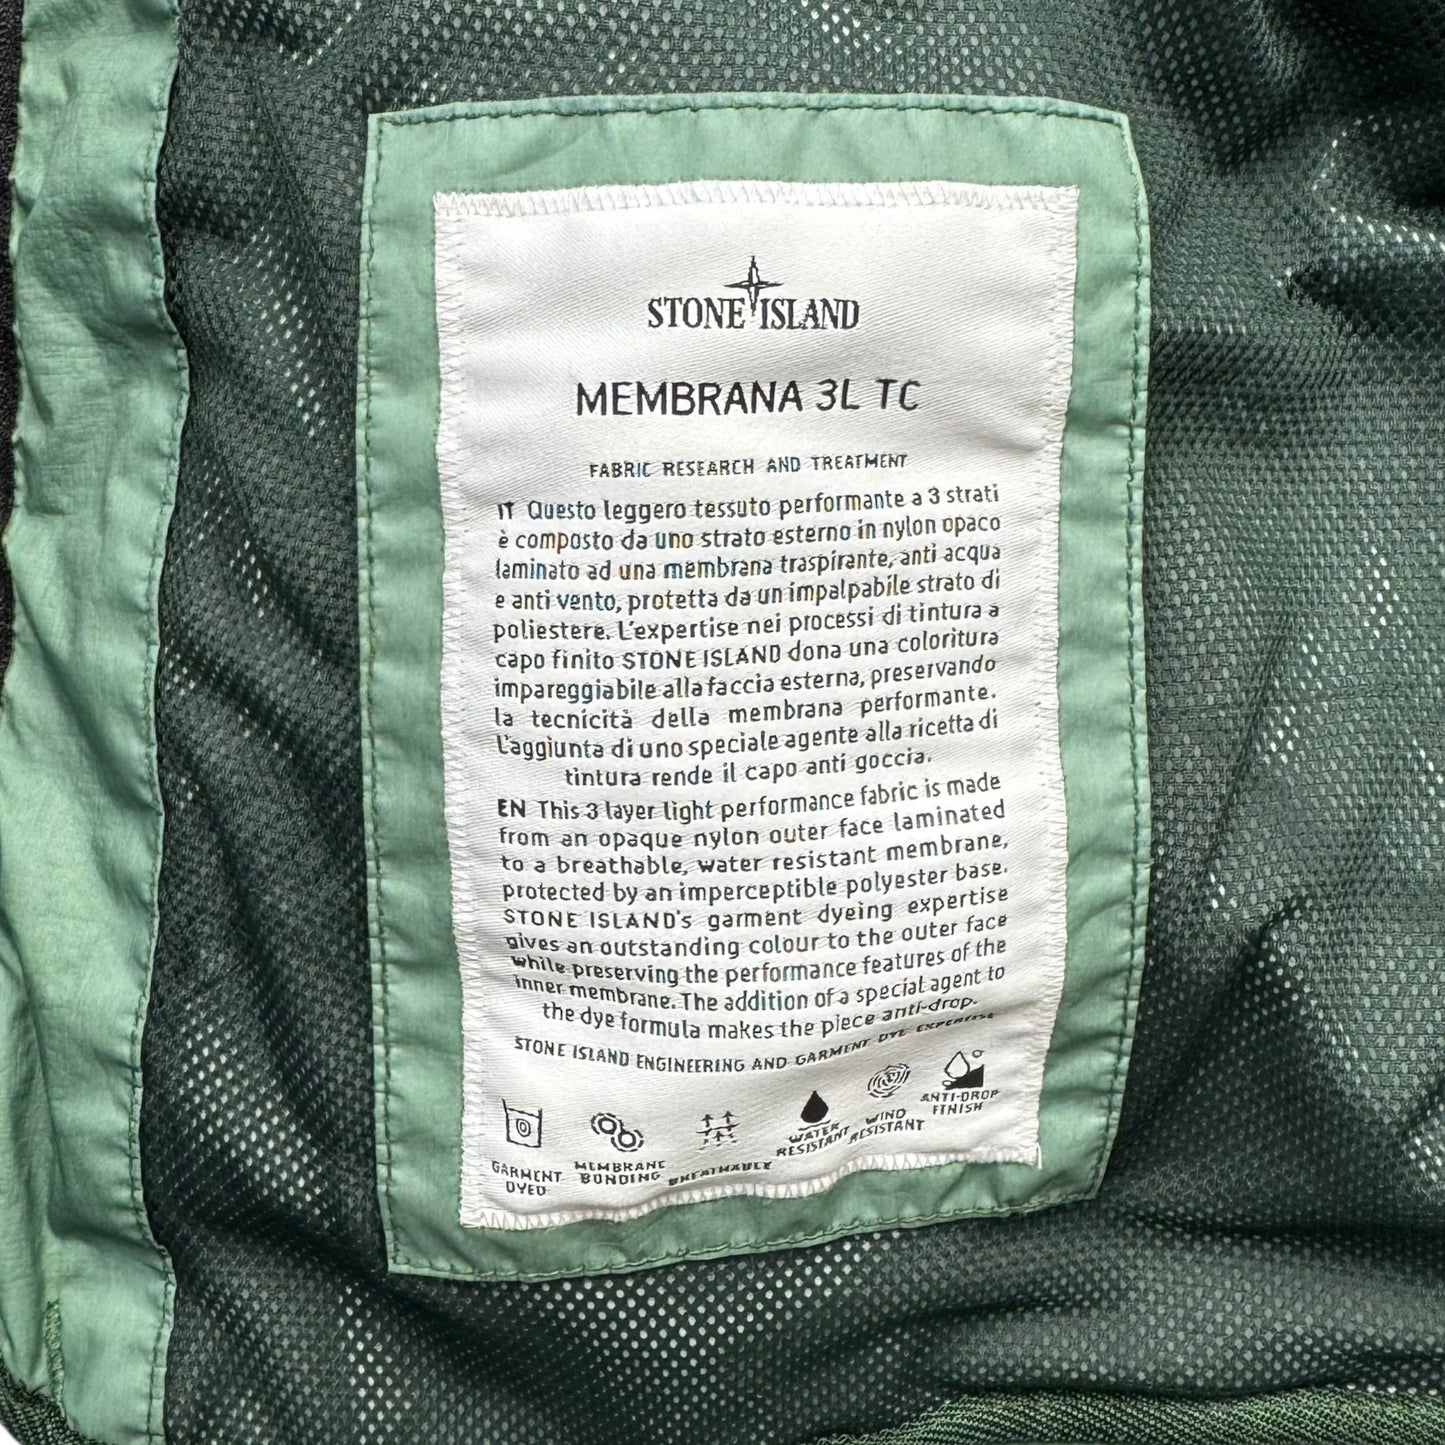 STONE ISLAND
MEMBRANA 3L TC
FABRIC RESEARCH AND TREATMENT
IT Questo leggero tessuto performante a 3 strati
è composto da uno strato esterno in nylon opaco
laminato ad una membrana traspirante, anti acqua
e anti vento, protetta da un impalpabile strato di
poliestere. L'expertise nei processi di tintura a
capo finito STONE ISLAND dona una coloritura
impareggiabile alla faccia esterna, preservando
la tecnicità della membrana performante.
L'aggiunta di uno speciale agente alla ricetta di
tintura rende il capo anti goccia.
EN This 3 layer light performance fabric is made
from an opaque nylon outer face laminated
to a breathable, water resistant membrane,
protected by an imperceptible polyester base.
STONE ISLAND's garment dyeing expertise
gives an outstanding colour to the outer face
while preserving the performance features of the
inner membrane. The addition of a special agent to
the dye formula makes the piece anti-drop.
STONE ISLAND ENGINEERING AND GARMENT DYE EXPERTISE
GARMENT
DYED
MEMBRANE
BONDING
BREATHABLE
WATER
RESISTANT
WIND
RESISTANT
ANTI-DROP
FINISH